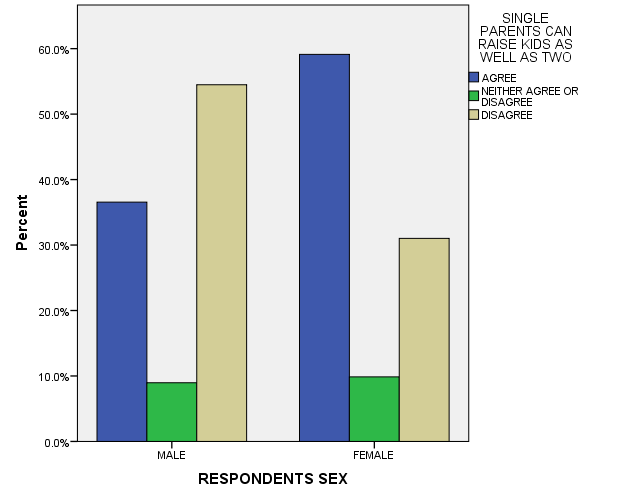 SINGLE
PARENTS CAN
RAISE KIDS AS
WELL AS TWO
AGREE
NEITHER AGREE OR
DISAGREE
DISAGREE
Percent
60.0%
50.0%
40.0%
30.0%
20.0%
10.0%
0.0%
MALE
FEMALE
RESPONDENTS SEX